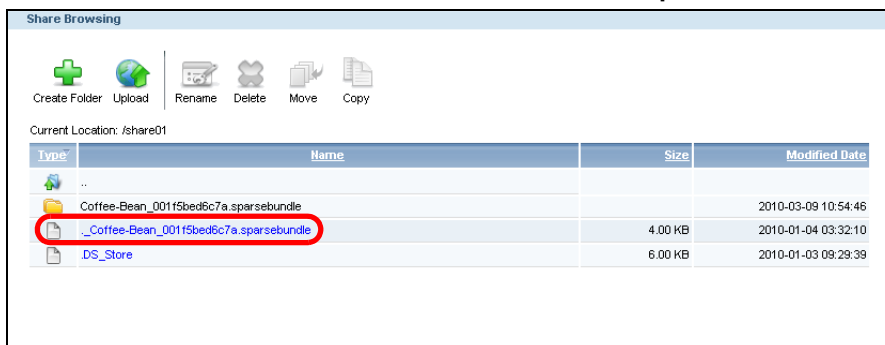 Share Browsing
Create Folder Upload Rename Delete Move Copy
Current Location: /share01
Type Name Size Modified Date
..
Coffee-Bean_001f5bed6c7a.sparsebundle 2010-03-09 10:54:46
._Coffee-Bean_001f5bed6c7a.sparsebundle 4.00 KB 2010-01-04 03:32:10
.DS_Store 6.00 KB 2010-01-03 09:29:39